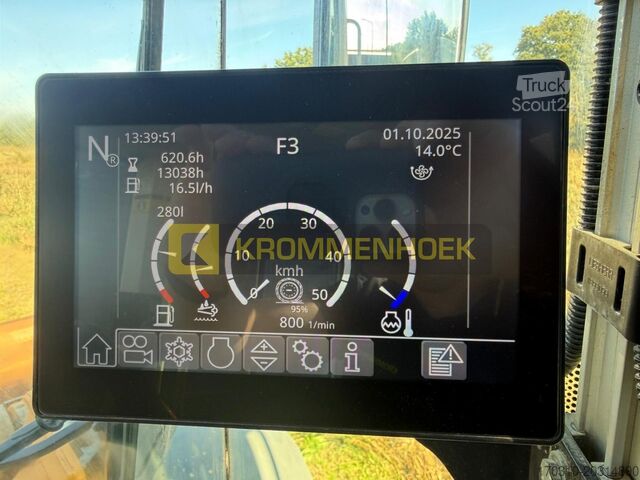 Truck
Scout24
N
R
13:39:51
F3
01.10.2025
620.6h
14.0°C
13038h
16.5l/h
280l
20
30
10
40
kmh
0
50
95%
800 1/min
KROMMENHOEK